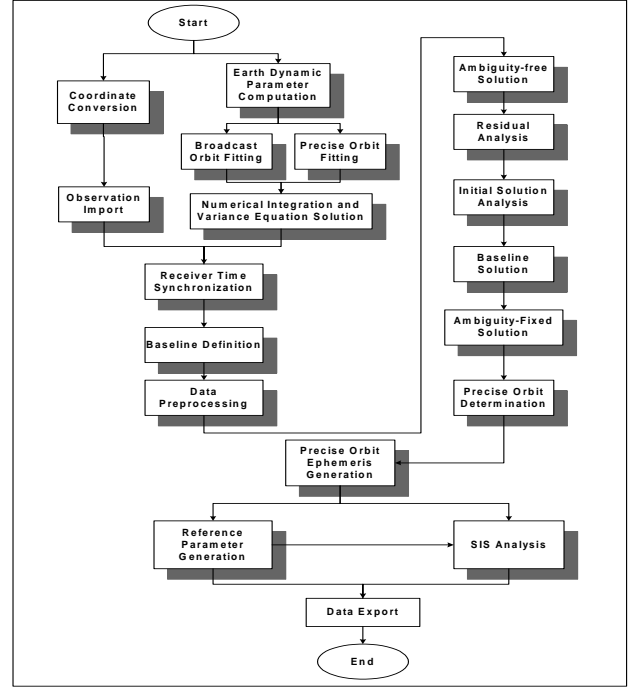 Start
Coordinate
Conversion
Earth Dynamic
Parameter
Computation
Broadcast
Orbit Fitting
Precise Orbit
Fitting
Observation
Import
Numerical Integration and
Variance Equation Solution
Receiver Time
Synchronization
Baseline Definition
Data
Preprocessing
Ambiguity-free
Solution
Residual
Analysis
Initial Solution
Analysis
Baseline
Solution
Ambiguity-Fixed
Solution
Precise Orbit
Determination
Precise Orbit
Ephemeris
Generation
Reference
Parameter
Generation
SIS Analysis
Data Export
End